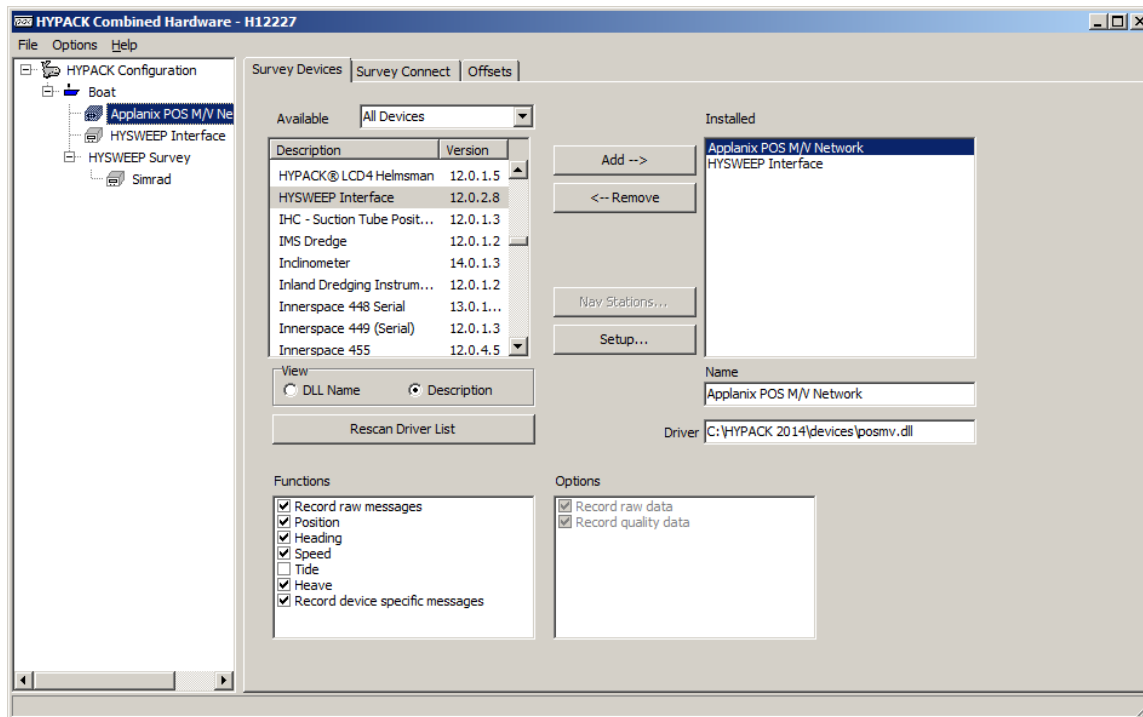 HYPACK Combined Hardware - H12227
File Options Help
HYPACK Configuration
Boat
Applanix POS M/V Ne
HYSWEEP Interface
HYSWEEP Survey
Simrad
Survey Devices Survey Connect Offsets
Available All Devices
Description Version
HYPACK® LCD4 Helmsman 12.0.1.5
HYSWEEP Interface 12.0.2.8
IHC - Suction Tube Posit... 12.0.1.3
IMS Dredge 12.0.1.2
Inclinometer 14.0.1.3
Inland Dredging Instrum... 12.0.1.2
Innerspace 448 Serial 13.0.1...
Innerspace 449 (Serial) 12.0.1.3
Innerspace 455 12.0.4.5
View
DLL Name Description
Rescan Driver List
Add -->
<-- Remove
Nav Stations...
Setup...
Installed
Applanix POS M/V Network
HYSWEEP Interface
Name
Applanix POS M/V Network
Driver C:\HYPACK 2014\devices\posmv.dll
Functions
Record raw messages
Position
Heading
Speed
Tide
Heave
Record device specific messages
Options
Record raw data
Record quality data